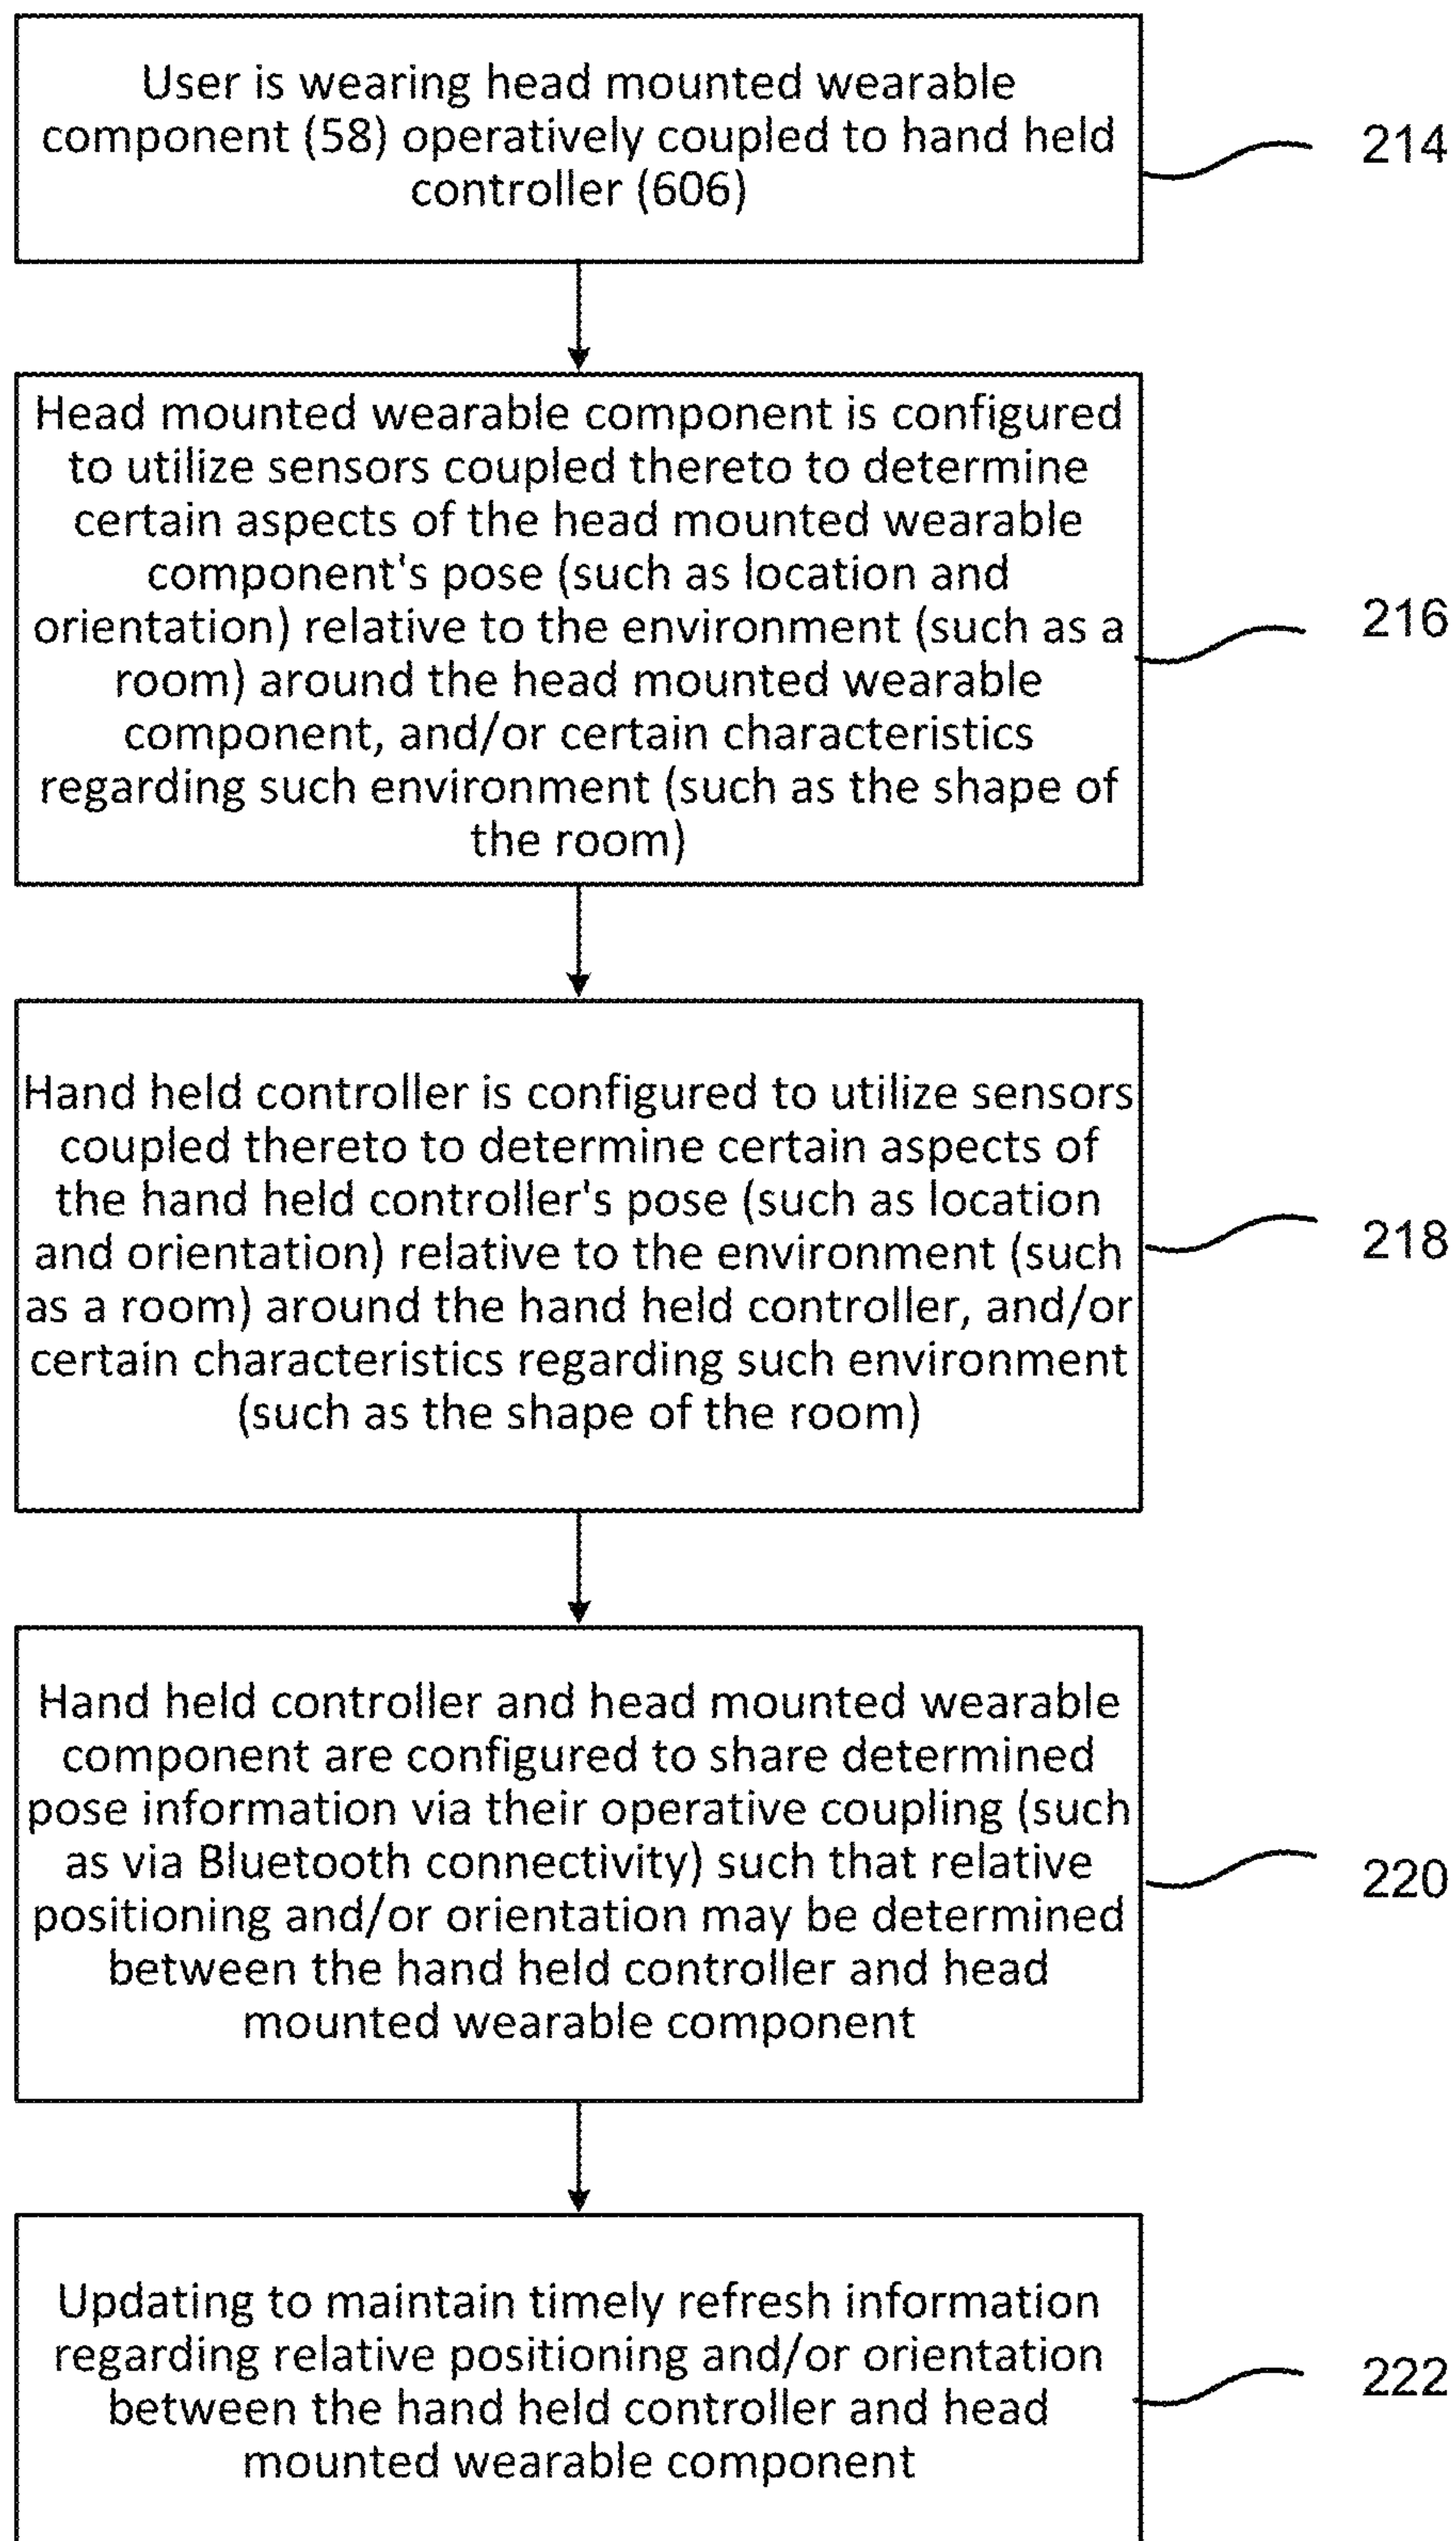 User is wearing head mounted wearable
component (58) operatively coupled to hand held
controller (606)
214
Head mounted wearable component is configured
to utilize sensors coupled thereto to determine
certain aspects of the head mounted wearable
component's pose (such as location and
orientation) relative to the environment (such as a
room) around the head mounted wearable
component, and/or certain characteristics
regarding such environment (such as the shape of
the room)
216
Hand held controller is configured to utilize sensors
coupled thereto to determine certain aspects of
the hand held controller's pose (such as location
and orientation) relative to the environment (such
as a room) around the hand held controller, and/or
certain characteristics regarding such environment
(such as the shape of the room)
218
Hand held controller and head mounted wearable
component are configured to share determined
pose information via their operative coupling (such
as via Bluetooth connectivity) such that relative
positioning and/or orientation may be determined
between the hand held controller and head
mounted wearable component
220
Updating to maintain timely refresh information
regarding relative positioning and/or orientation
between the hand held controller and head
mounted wearable component
222